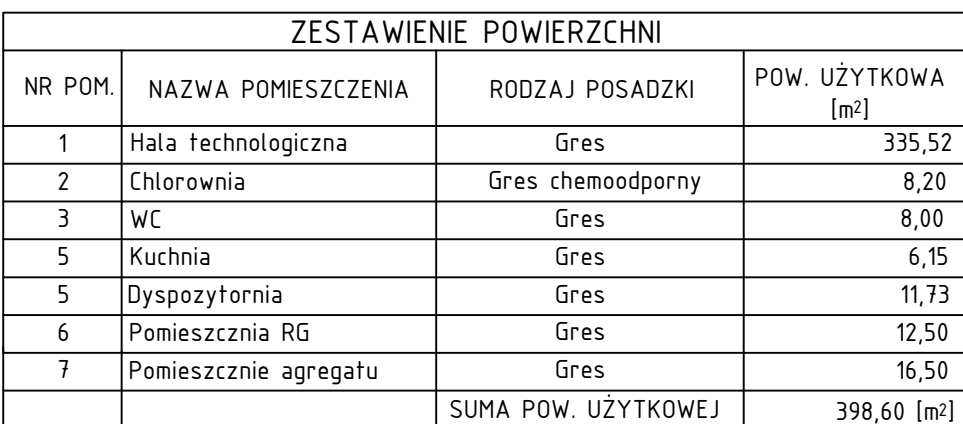 ZESTAWIENIE POWIERZCHNI
NR POM. NAZWA POMIESZCZENIA RODZAJ POSADZKI POW. UŻYTKOWA [m²]
1 Hala technologiczna Gres 335,52
2 Chlorownia Gres chemoodporny 8,20
3 WC Gres 8,00
5 Kuchnia Gres 6,15
5 Dyspozytornia Gres 11,73
6 Pomieszcznia RG Gres 12,50
7 Pomieszcznie agregatu Gres 16,50
SUMA POW. UŻYTKOWEJ 398,60 [m²]